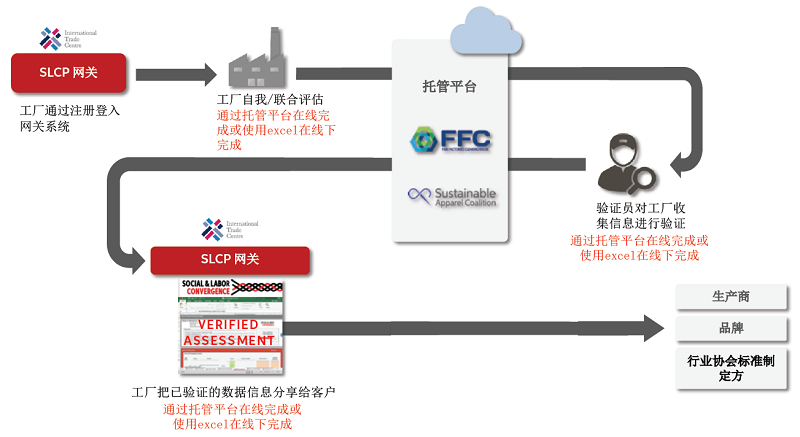 International
Trade
Centre
SLCP 网关
工厂通过注册登入
网关系统
工厂自我/联合评估
通过托管平台在线完
成或使用excel在线下
完成
托管平台
FFC
Sustainable
Apparel Coalition
验证员对工厂收
集信息进行验证
通过托管平台在线完成或
使用excel在线下完成
International
Trade
Centre
SLCP 网关
SOCIAL & LABOR
CONVERGENCE
VERIFIED
ASSESSMENT
工厂把已验证的数据信息分享给客户
通过托管平台在线完成或
使用excel在线下完成
生产商
品牌
行业协会标准制
定方